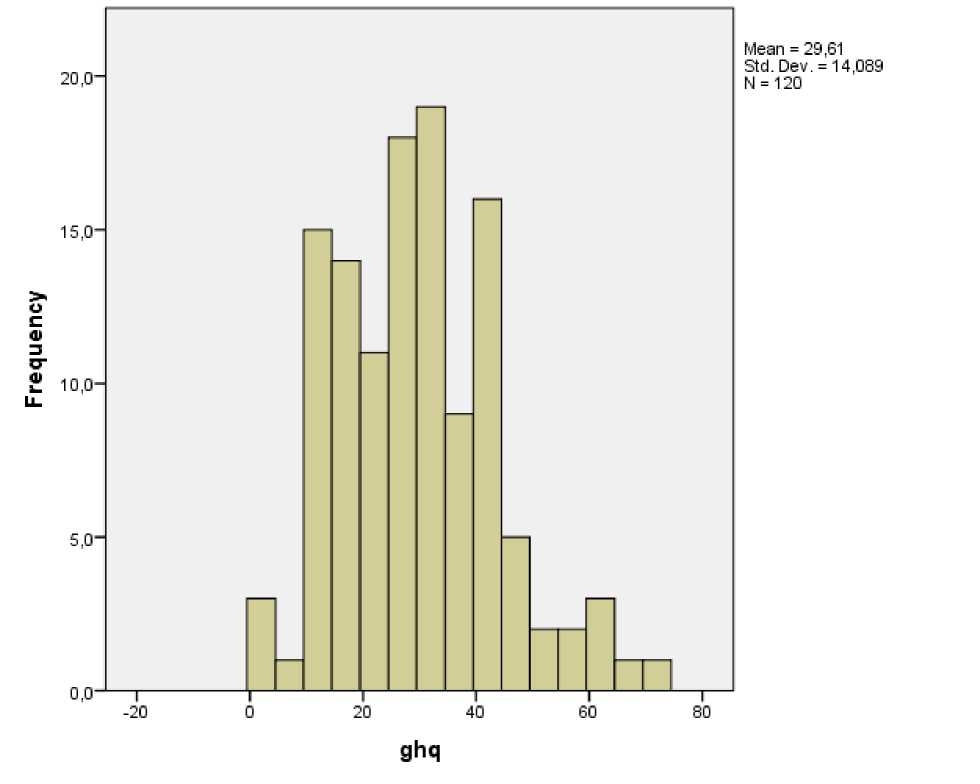 Mean = 29,61
Std. Dev. = 14,089
N = 120
20,0
15,0
10,0
5,0
0,0
Frequency
-20
0
20
40
60
80
ghq